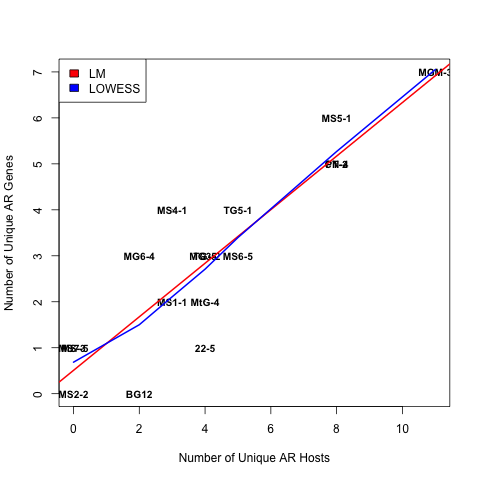 LM
LOWESS
7
6
5
4
3
2
1
0
Number of Unique AR Genes
MGM-3
MS5-1
MS4-1
TG5-1
MG6-4
MS6-5
MS1-1
MtG-4
22-5
MS2-2
BG12
0
2
4
6
8
10
Number of Unique AR Hosts